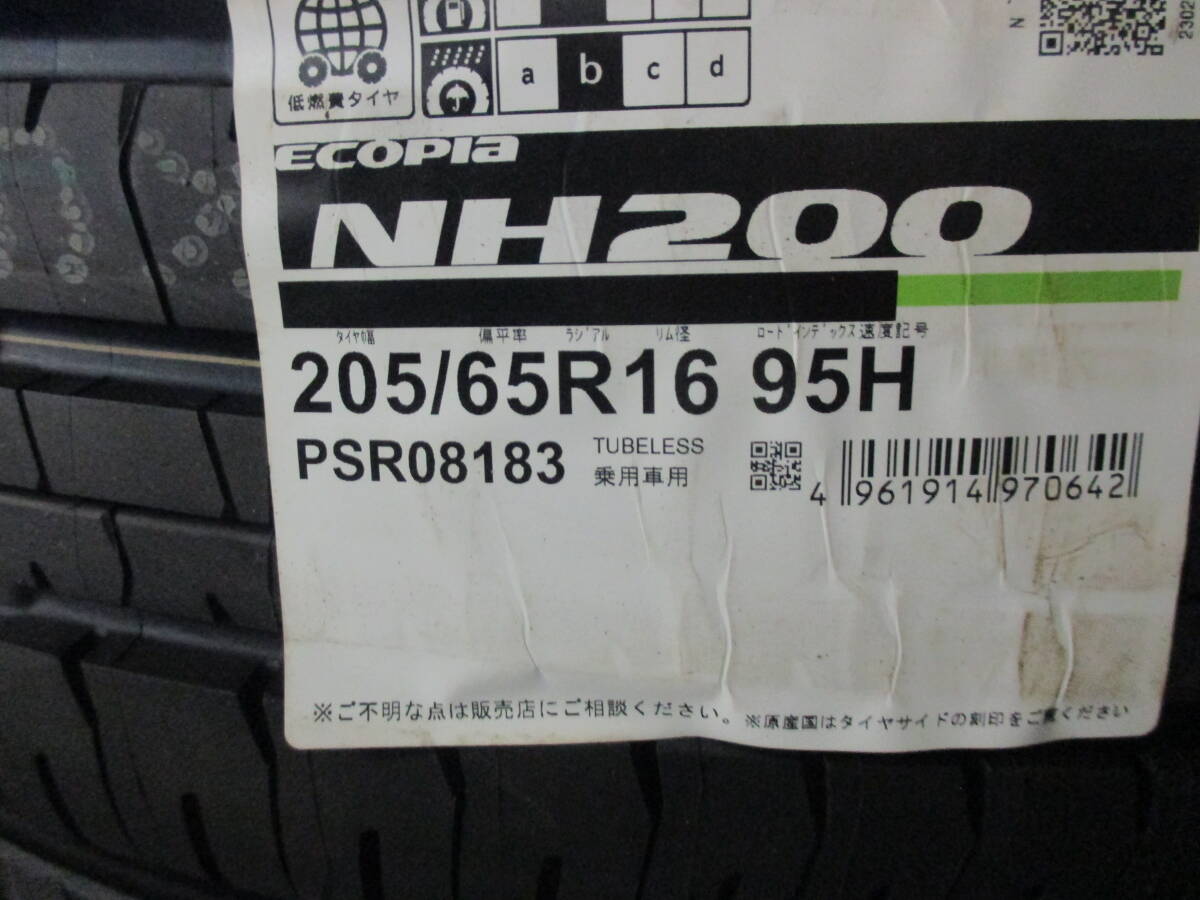 低燃費タイヤ
a b c d
N
2302
ECOPIA
NH200
タイヤ巾幅 偏平率 ラジアル リム径 ロードインデックス 速度記号
205/65R16 95H
PSR08183 TUBELESS
乗用車用
4 961914 970642
※ご不明な点は販売店にご相談ください。 ※原産国はタイヤサイドの刻印をご覧ください